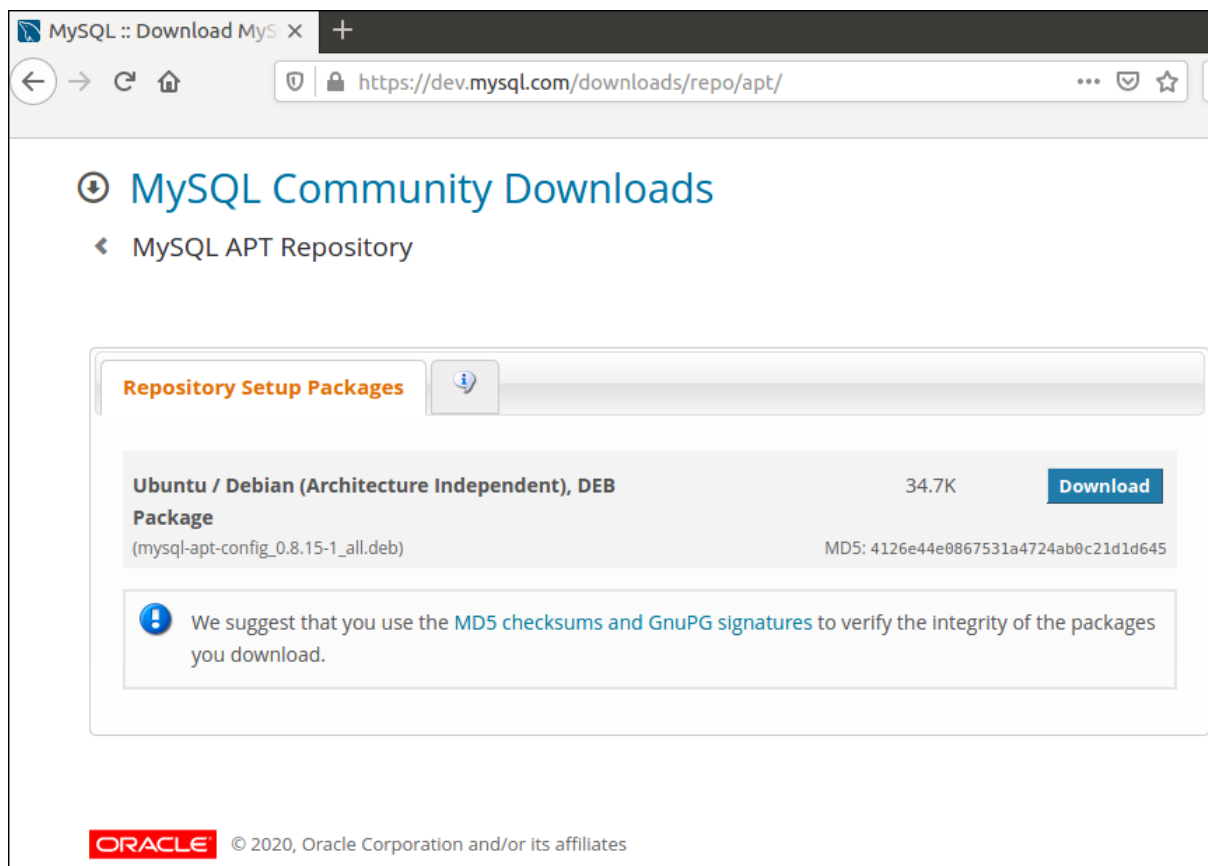 MySQL :: Download MyS
https://dev.mysql.com/downloads/repo/apt/
MySQL Community Downloads
MySQL APT Repository
Repository Setup Packages
Ubuntu / Debian (Architecture Independent), DEB
Package
34.7K
Download
(mysql-apt-config_0.8.15-1_all.deb)
MD5: 4126e44e0867531a4724ab0c21d1d645
We suggest that you use the MD5 checksums and GnuPG signatures to verify the integrity of the packages
you download.
ORACLE © 2020, Oracle Corporation and/or its affiliates